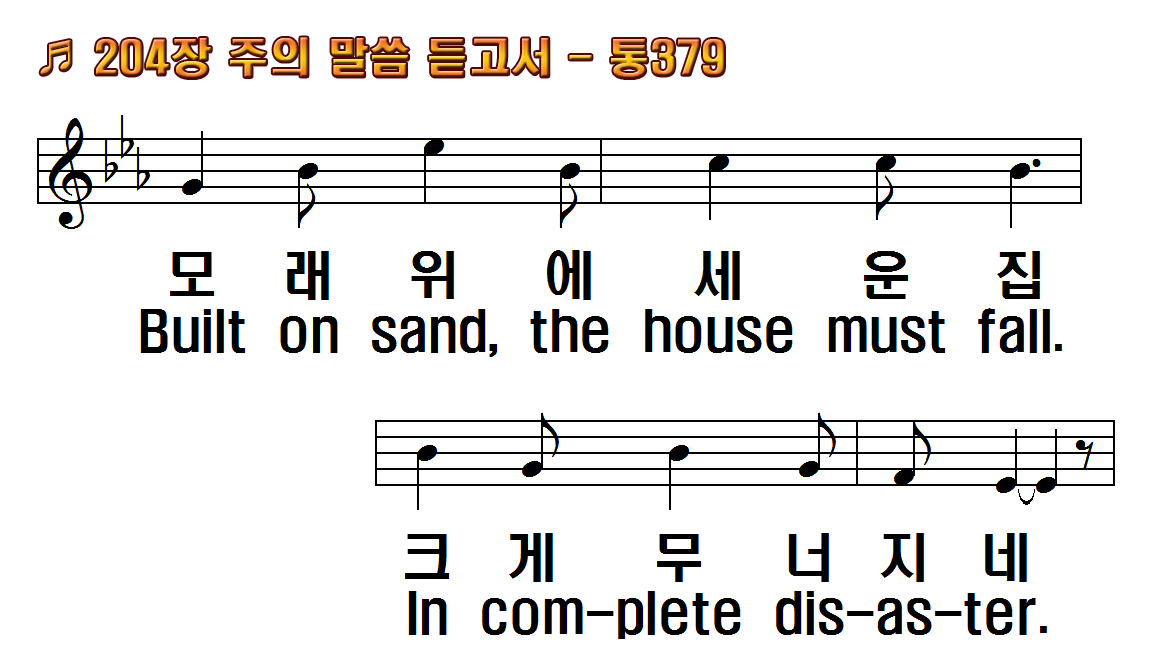 ♬ 204장 주의 말씀 듣고서 - 통379
모 래 위 에 세 운 집
Built on sand, the house must fall.
크 게 무 너 지 네
In com-plete dis-as-ter.